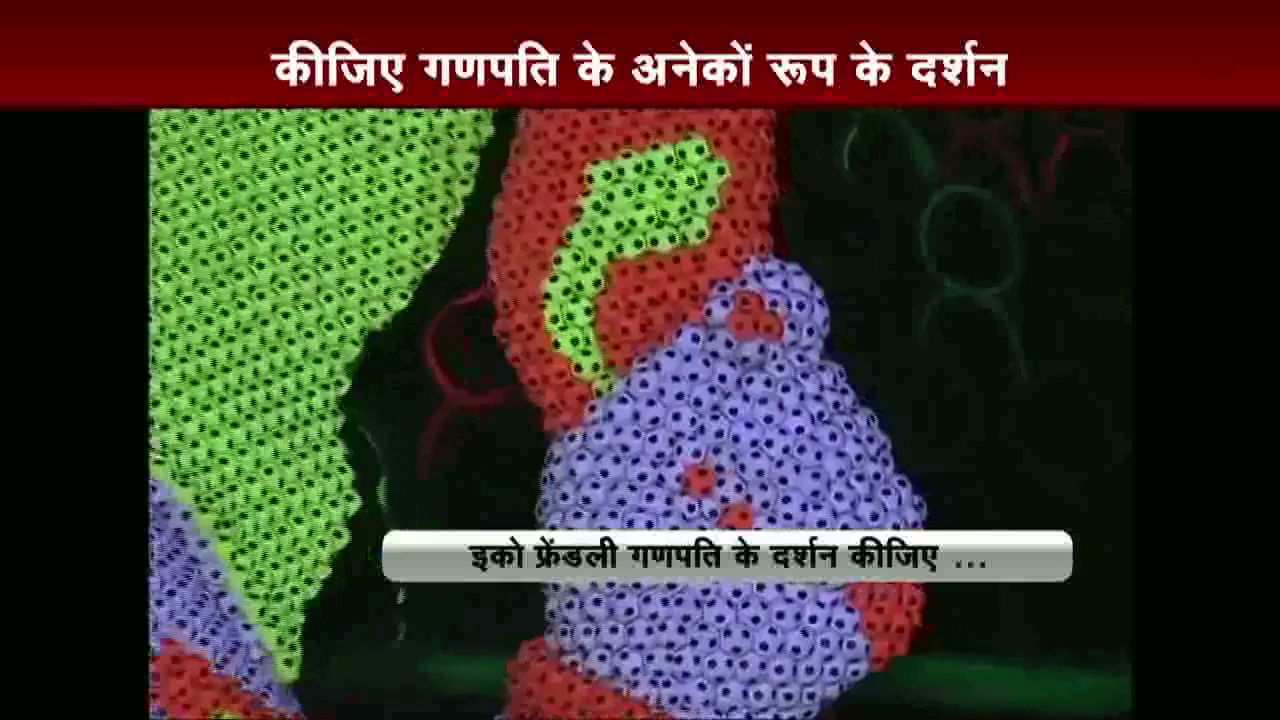 कीजिए गणपति के अनेकों रूप के दर्शन
इको फ्रेंडली गणपति के दर्शन कीजिए ...